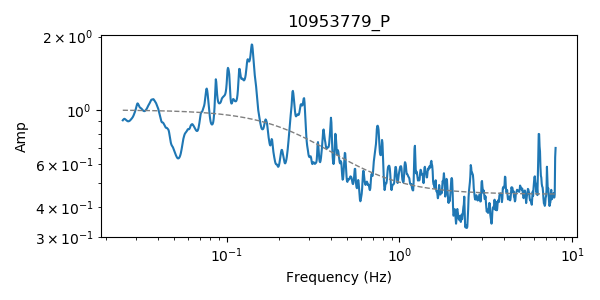 10953779_P
2 × 10⁰
10⁰
6 × 10⁻¹
4 × 10⁻¹
3 × 10⁻¹
Amp
10⁻¹ 10⁰ 10¹
Frequency (Hz)